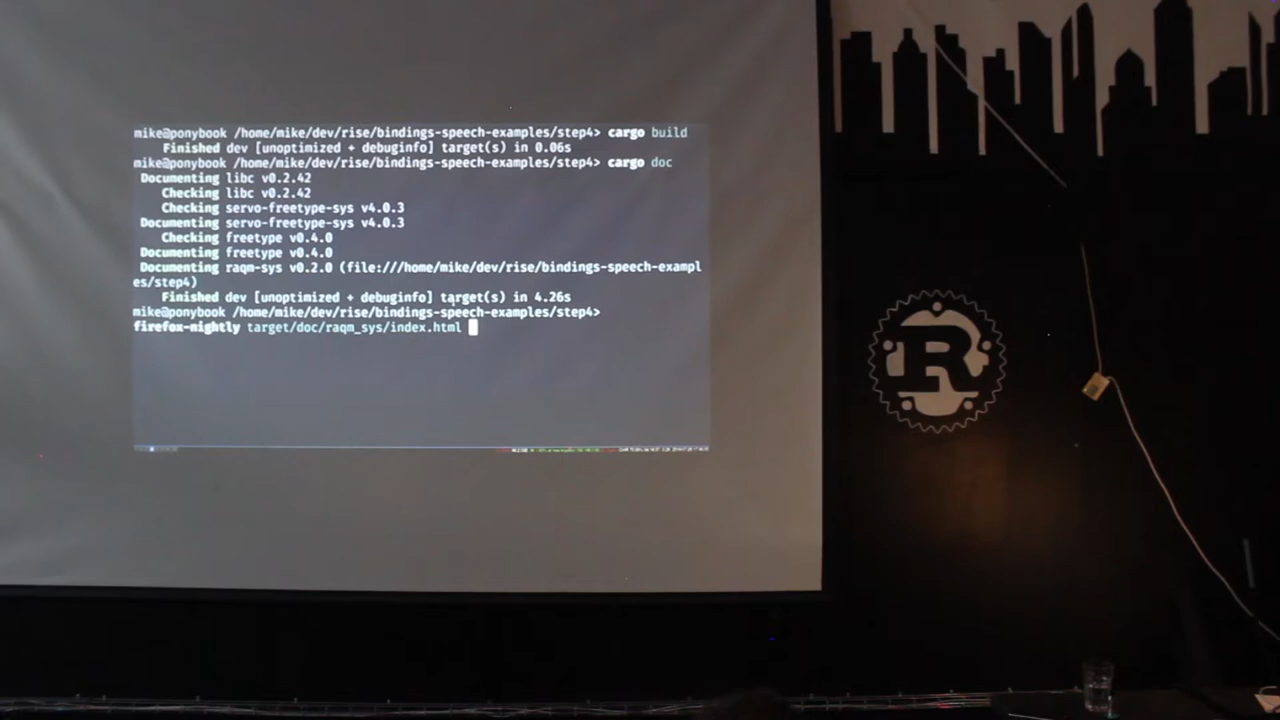 mike@ponybook /home/mike/dev/rise/bindings-speech-examples/step4> cargo build
Finished dev [unoptimized + debuginfo] target(s) in 0.06s
mike@ponybook /home/mike/dev/rise/bindings-speech-examples/step4> cargo doc
Documenting libc v0.2.42
Checking libc v0.2.42
Checking servo-freetype-sys v4.0.3
Documenting servo-freetype-sys v4.0.3
Checking freetype v0.4.0
Documenting freetype v0.4.0
Documenting raqm-sys v0.2.0 (file:///home/mike/dev/rise/bindings-speech-exampl
es/step4)
Finished dev [unoptimized + debuginfo] target(s) in 4.26s
mike@ponybook /home/mike/dev/rise/bindings-speech-examples/step4>
firefox-nightly target/doc/raqm_sys/index.html
R